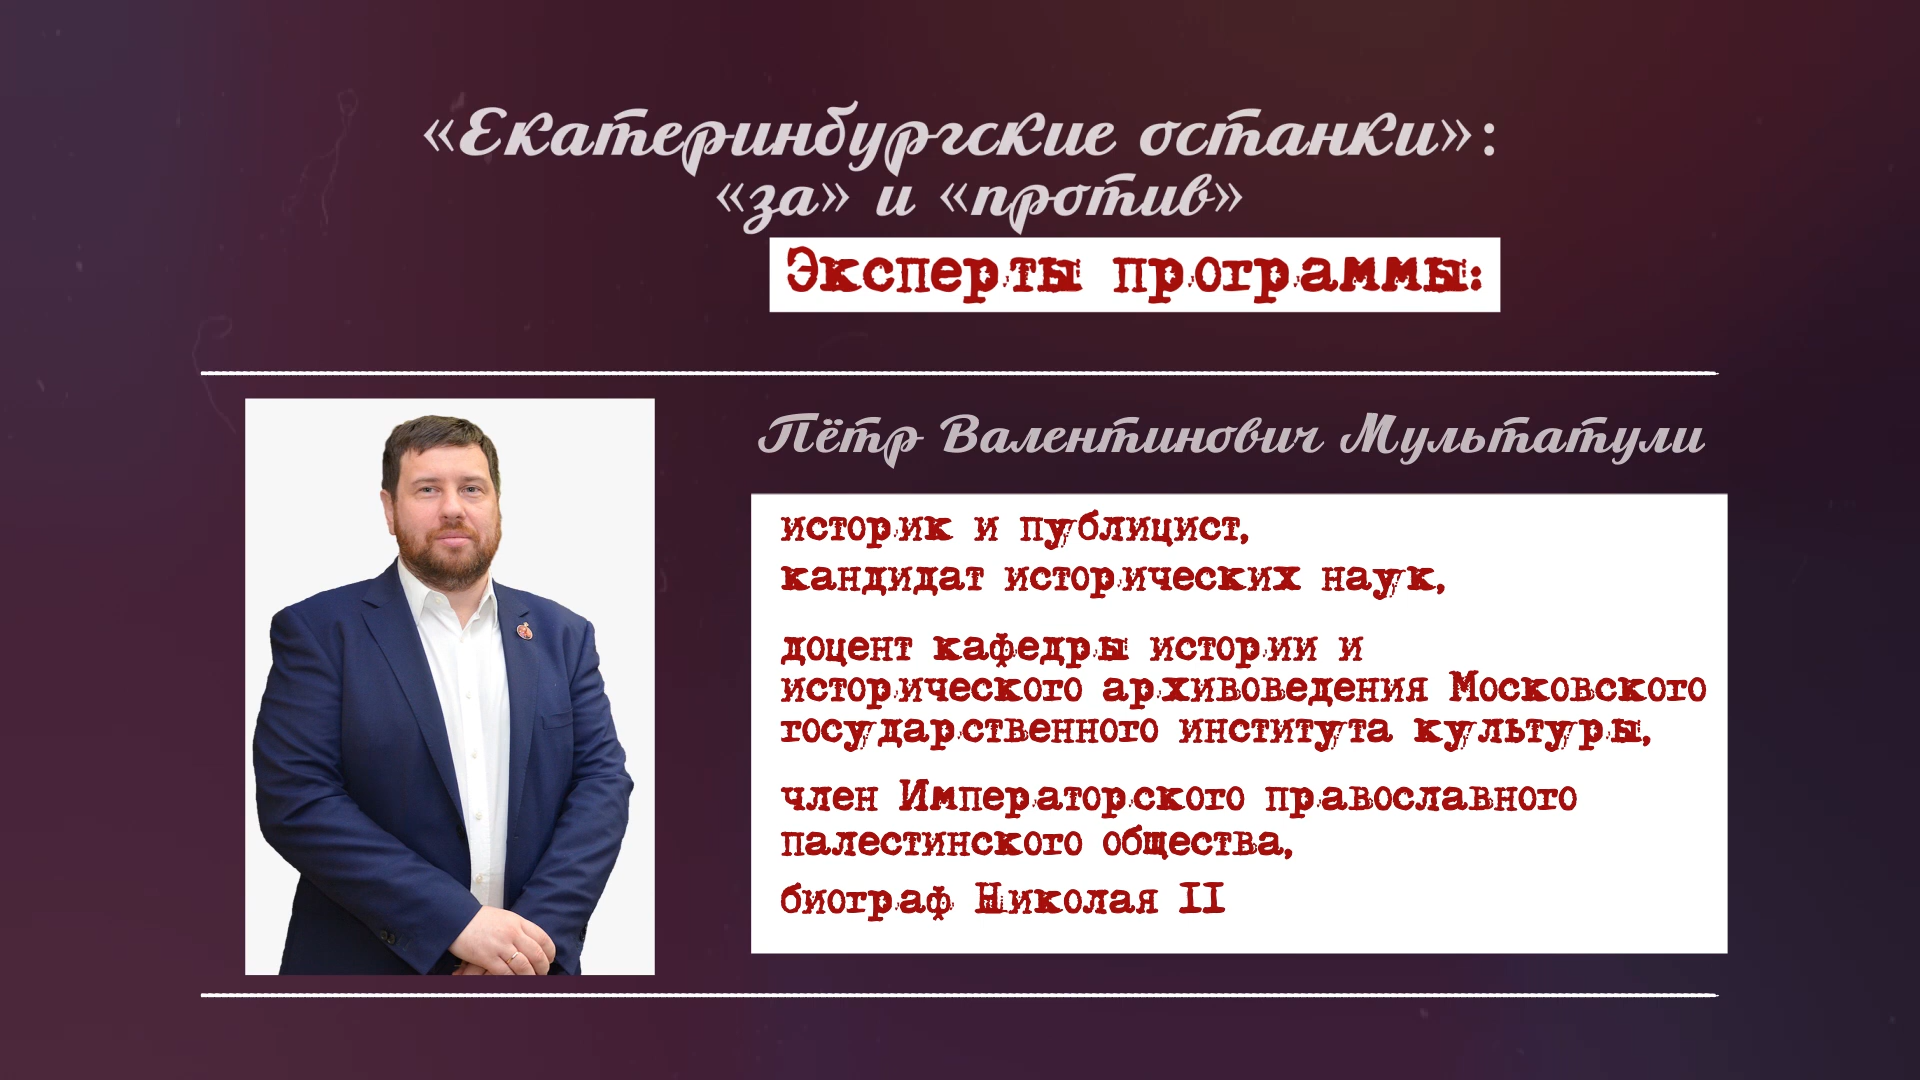 «Екатеринбургские останки»:
«за» и «против»
Эксперты программы:
Пётр Валентинович Мультатули
историк и публицист,
кандидат исторических наук,
доцент кафедры истории и
исторического архивоведения Московского
государственного института культуры,
член Императорского православного
палестинского общества,
биограф Николая II